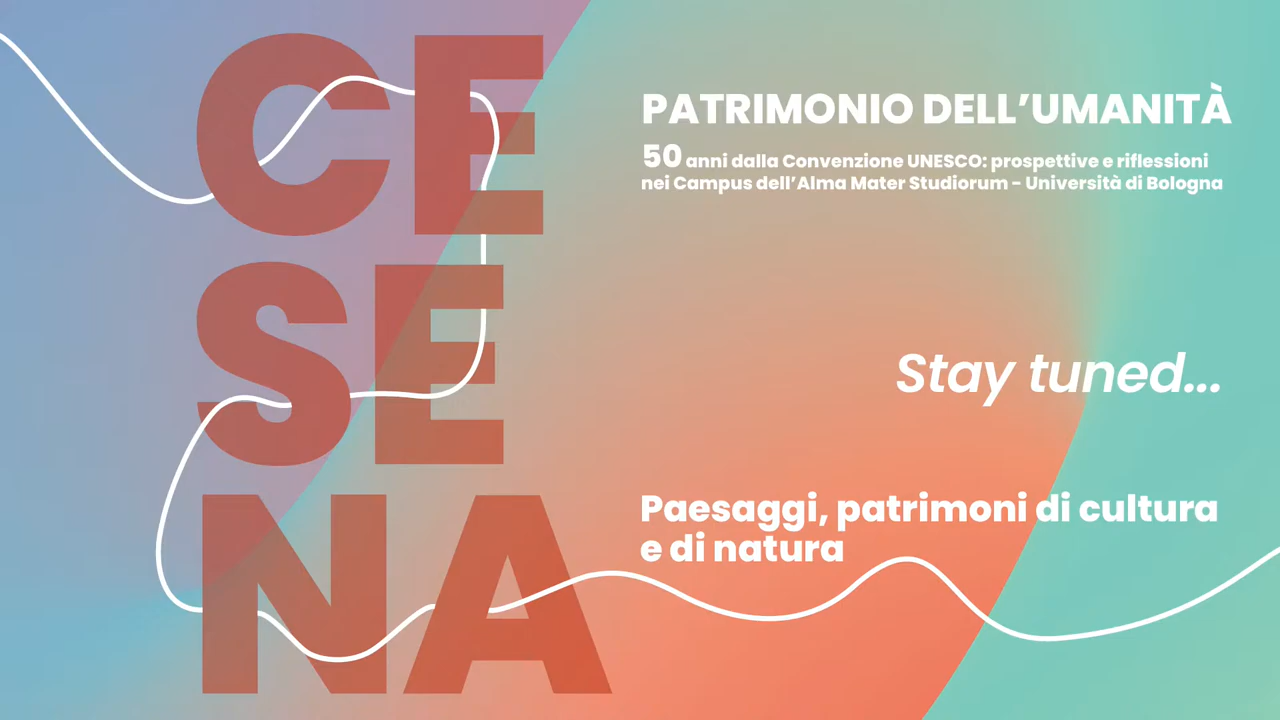 CE
SE
NA
PATRIMONIO DELL’UMANITÀ
50 anni dalla Convenzione UNESCO: prospettive e riflessioni
nei Campus dell’Alma Mater Studiorum - Università di Bologna
Stay tuned...
Paesaggi, patrimoni di cultura
e di natura